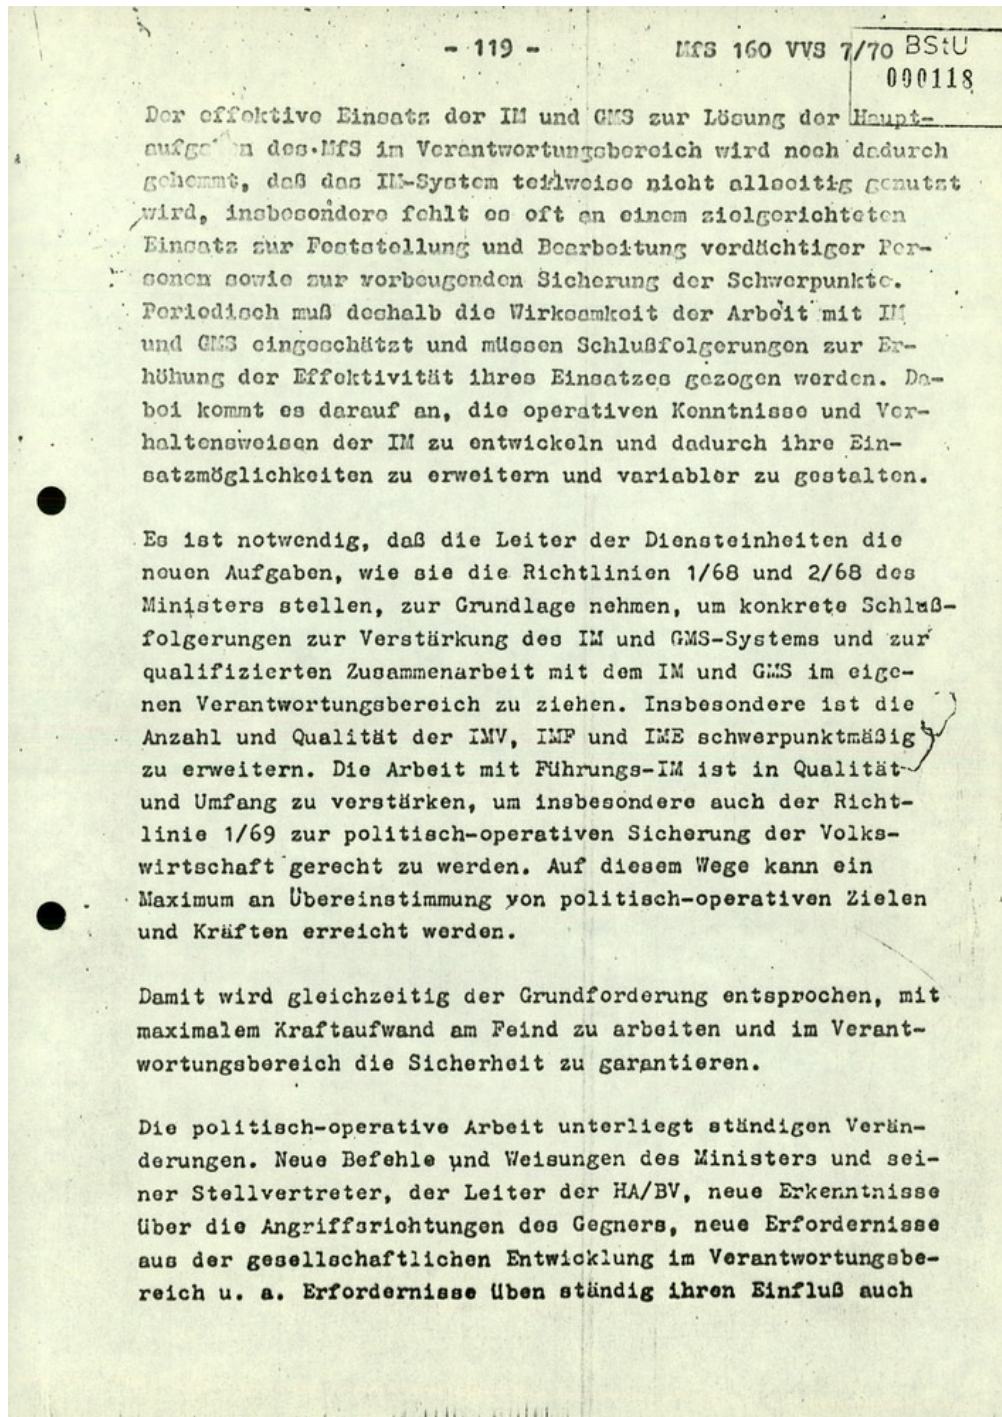 - 119 -
MfS 160 VVS 7/70 BStU
000118
Der effektive Einsatz der IM und GMS zur Lösung der Haupt-
aufgaben des MfS im Verantwortungsbereich wird noch dadurch
gehemmt, daß das IM-System teilweise nicht allseitig genutzt
wird, insbesondere fehlt es oft an einem zielgerichteten
Einsatz zur Feststellung und Bearbeitung verdächtiger Per-
sonen sowie zur vorbeugenden Sicherung der Schwerpunkte.
Periodisch muß deshalb die Wirksamkeit der Arbeit mit IM
und GMS eingeschätzt und müssen Schlußfolgerungen zur Er-
höhung der Effektivität ihres Einsatzes gezogen werden. Da-
bei kommt es darauf an, die operativen Kenntnisse und Ver-
haltensweisen der IM zu entwickeln und dadurch ihre Ein-
satzmöglichkeiten zu erweitern und variabler zu gestalten.
Es ist notwendig, daß die Leiter der Diensteinheiten die
neuen Aufgaben, wie sie die Richtlinien 1/68 und 2/68 des
Ministers stellen, zur Grundlage nehmen, um konkrete Schluß-
folgerungen zur Verstärkung des IM und GMS-Systems und zur
qualifizierten Zusammenarbeit mit dem IM und GMS im eige-
nen Verantwortungsbereich zu ziehen. Insbesondere ist die
Anzahl und Qualität der IMV, IMF und IME schwerpunktmäßig
zu erweitern. Die Arbeit mit Führungs-IM ist in Qualität
und Umfang zu verstärken, um insbesondere auch der Richt-
linie 1/69 zur politisch-operativen Sicherung der Volks-
wirtschaft gerecht zu werden. Auf diesem Wege kann ein
Maximum an Übereinstimmung von politisch-operativen Zielen
und Kräften erreicht werden.
Damit wird gleichzeitig der Grundforderung entsprochen, mit
maximalem Kraftaufwand am Feind zu arbeiten und im Verant-
wortungsbereich die Sicherheit zu garantieren.
Die politisch-operative Arbeit unterliegt ständigen Verän-
derungen. Neue Befehle und Weisungen des Ministers und sei-
ner Stellvertreter, der Leiter der HA/BV, neue Erkenntnisse
über die Angriffsrichtungen des Gegners, neue Erfordernisse
aus der gesellschaftlichen Entwicklung im Verantwortungsbe-
reich u. a. Erfordernisse üben ständig ihren Einfluß auch